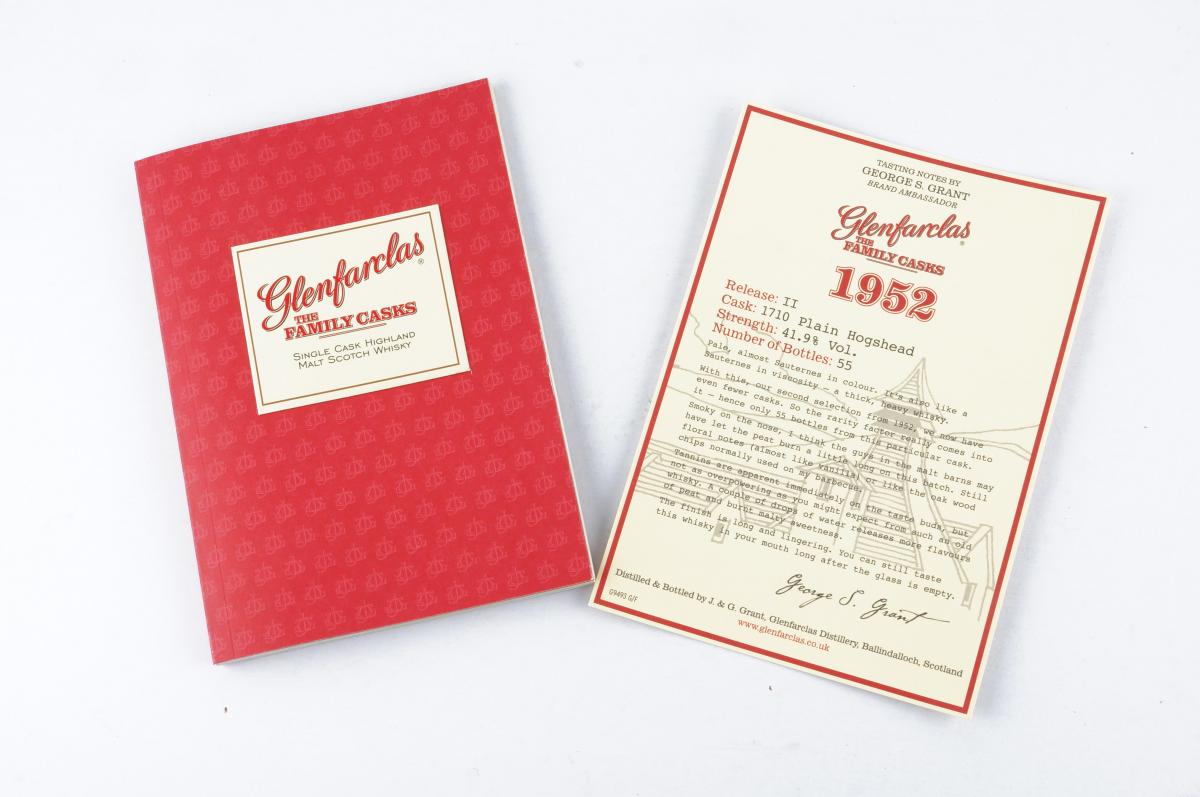 Glenfarclas®
THE
FAMILY CASKS
SINGLE CASK HIGHLAND
MALT SCOTCH WHISKY
TASTING NOTES BY
GEORGE S. GRANT
BRAND AMBASSADOR
Glenfarclas®
THE
FAMILY CASKS
1952
Release: II
Cask: 1710 Plain Hogshead
Strength: 41.9% Vol.
Number of Bottles: 55
Pale, almost Sauternes in colour, it's also like a
Sauternes in viscosity – a thick, heavy whisky.
With this, our second selection from 1952, we now have
even fewer casks. So the rarity factor really comes into
it – hence only 55 bottles from this particular cask.
Smoky on the nose, I think the guys in the malt barns may
have let the peat burn a little long on this batch. Still
floral notes (almost like vanilla) or like the oak wood
chips normally used on my barbecue.
Tannins are apparent immediately on the taste buds, but
not as overpowering as you might expect from such an old
whisky. A couple of drops of water releases more flavours
of peat and burnt malty sweetness.
The finish is long and lingering. You can still taste
this whisky in your mouth long after the glass is empty.
George S. Grant
Distilled & Bottled by J. & G. Grant, Glenfarclas Distillery, Ballindalloch, Scotland
G9493 G/F
www.glenfarclas.co.uk